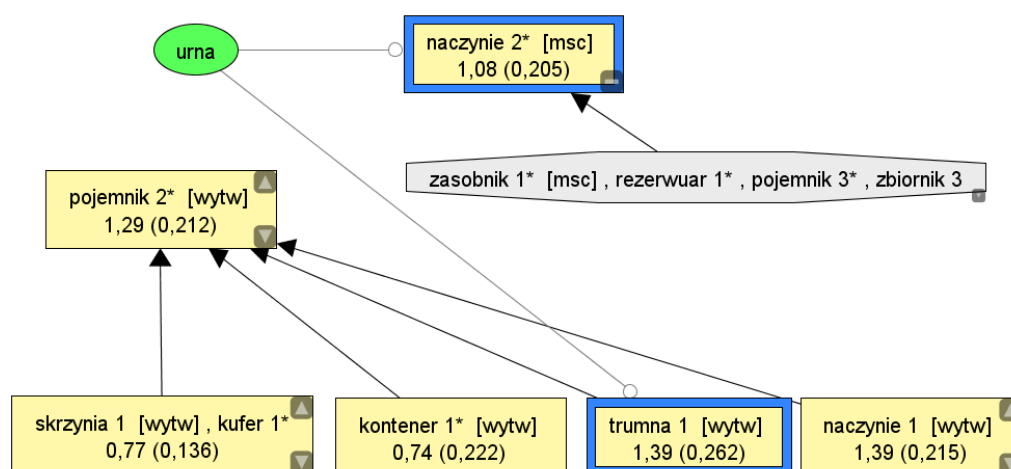 urna
naczynie 2* [msc]
1,08 (0,205)
zasobnik 1* [msc] , rezerwuar 1* , pojemnik 3* , zbiornik 3
pojemnik 2* [wytw]
1,29 (0,212)
skrzynia 1 [wytw] , kufer 1*
0,77 (0,136)
kontener 1* [wytw]
0,74 (0,222)
trumna 1 [wytw]
1,39 (0,262)
naczynie 1 [wytw]
1,39 (0,215)